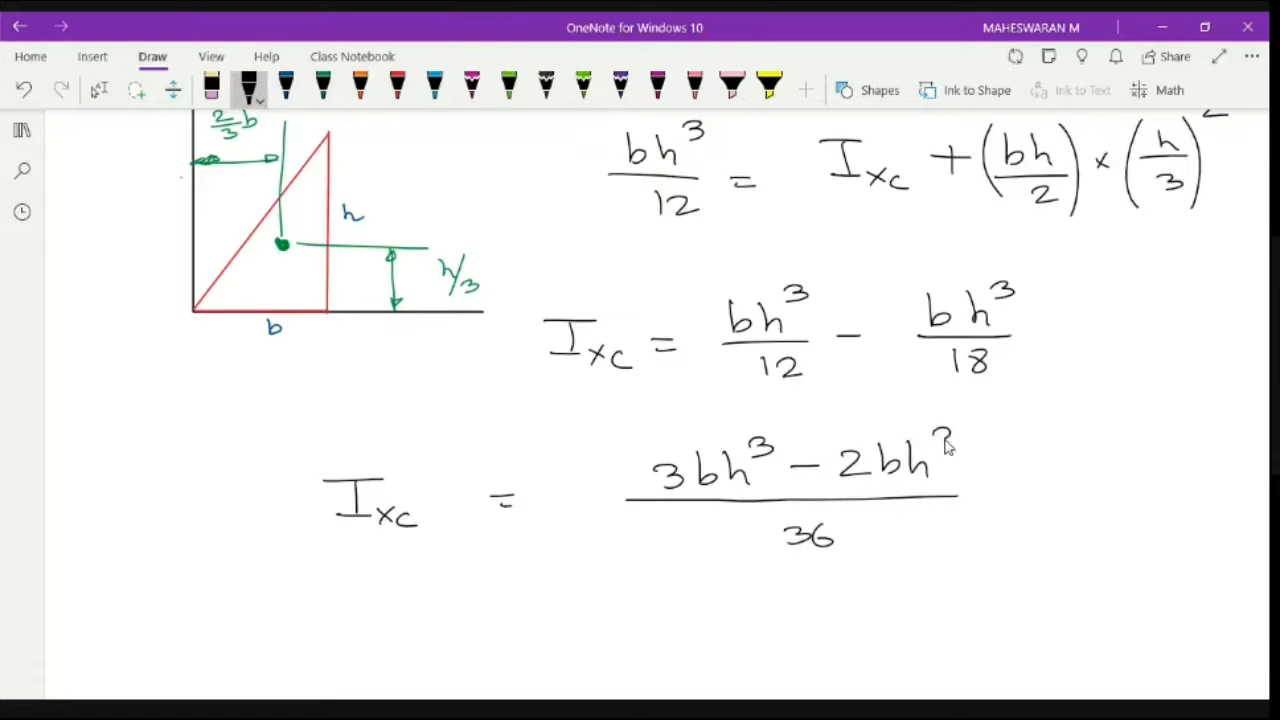 OneNote for Windows 10
MAHESWARAN M
Home Insert Draw View Help Class Notebook
Share
Shapes Ink to Shape Ink to Text Math
2/3 b
h
h/3
b
bh³/12 = Ixc + (bh/2) × (h/3)²
Ixc = bh³/12 - bh³/18
Ixc = 3bh³ - 2bh³/36